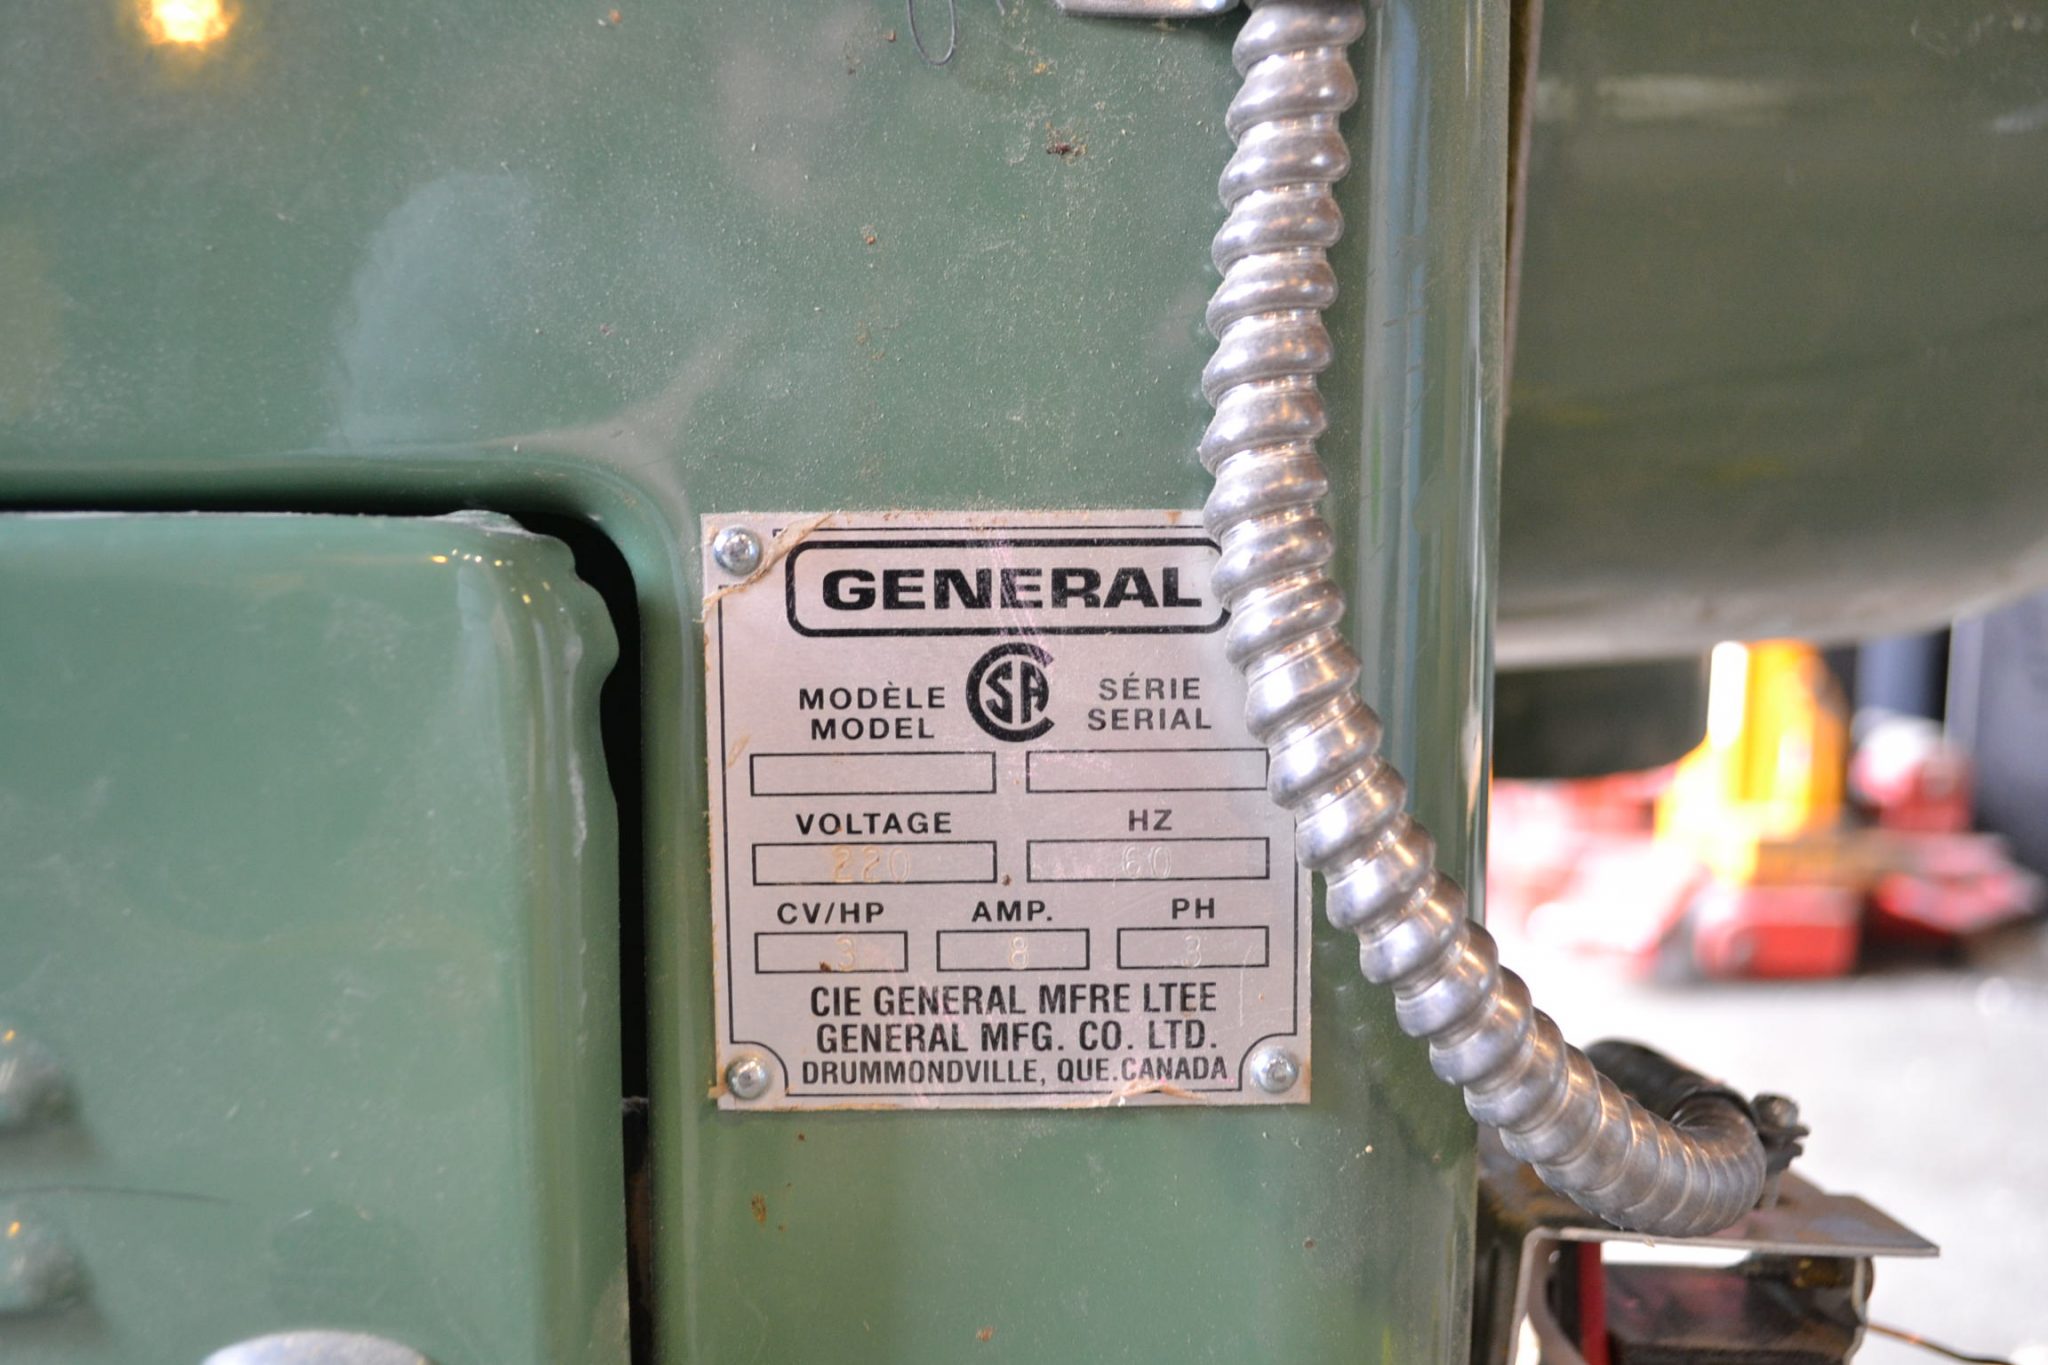 GENERAL
MODÈLE
MODEL
CSA
SÉRIE
SERIAL
VOLTAGE
HZ
220
60
CV/HP
AMP.
PH
3
8
3
CIE GENERAL MFRE LTEE
GENERAL MFG. CO. LTD.
DRUMMONDVILLE, QUE.CANADA